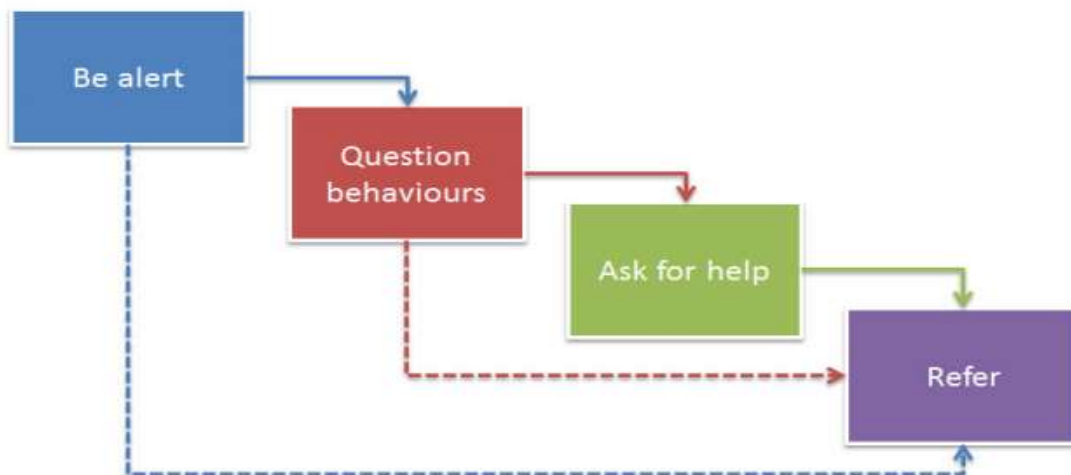 Be alert
Question
behaviours
Ask for help
Refer